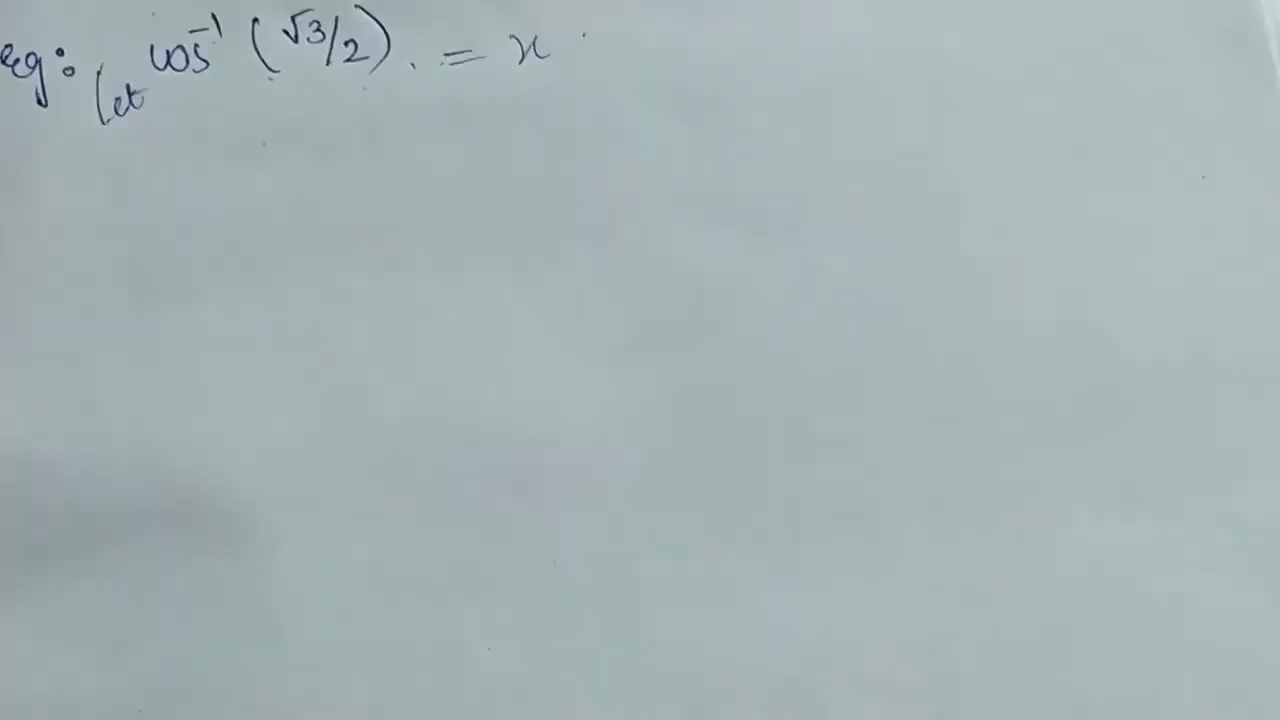 eg: let cos⁻¹ (√3/2) = x